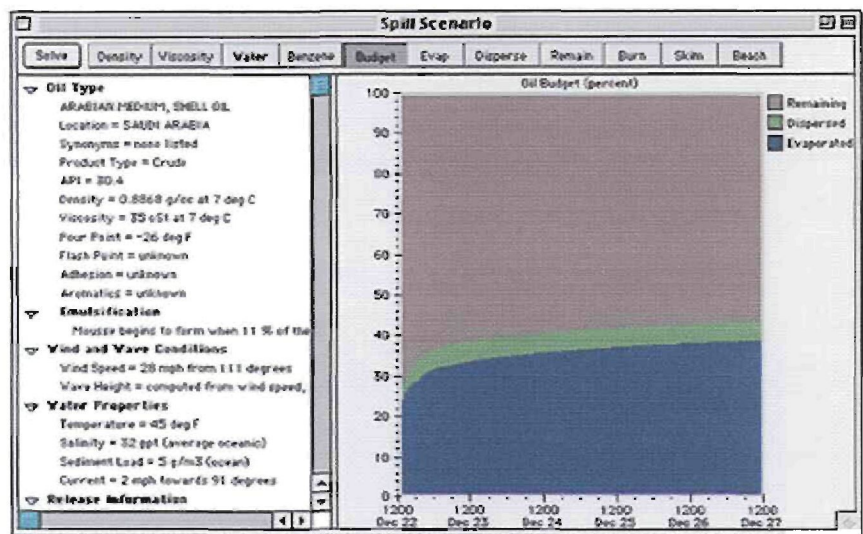 Spill Scenario
Solve Density Viscosity Water Benzene Budget Evap Disperse Remain Burn Skim Beach
Oil Type
ARABIAN MEDIUM, SHELL OIL
Location = SAUDI ARABIA
Synonyms = none listed
Product Type = Crude
API = 30.4
Density = 0.8868 g/cc at 7 deg C
Viscosity = 35 cSt at 7 deg C
Pour Point = -26 deg F
Flash Point = unknown
Adhesion = unknown
Aromatics = unknown
Emulsification
Mousse begins to form when 11 % of the
Wind and Wave Conditions
Wind Speed = 28 mph from 111 degrees
Wave Height = computed from wind speed,
Water Properties
Temperature = 45 deg F
Salinity = 32 ppt (average oceanic)
Sediment Load = 5 g/m3 (ocean)
Current = 2 mph towards 91 degrees
Release Information
Oil Budget (percent)
100
90
80
70
60
50
40
30
20
10
0
1200 1200 1200 1200 1200 1200
Dec 22 Dec 23 Dec 24 Dec 25 Dec 26 Dec 27
Remaining
Dispersed
Evaporated